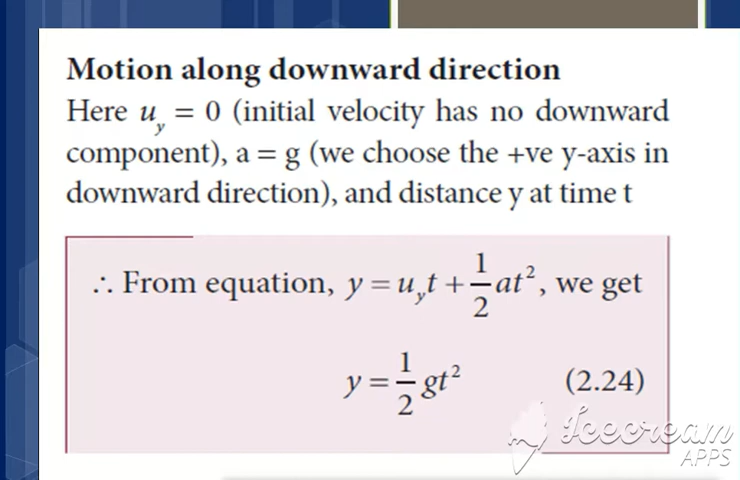 Motion along downward direction
Here u_y = 0 (initial velocity has no downward
component), a = g (we choose the +ve y-axis in
downward direction), and distance y at time t
∴ From equation, y = u_y t + 1/2 at², we get
y = 1/2 gt² (2.24)
Icecream
APPS